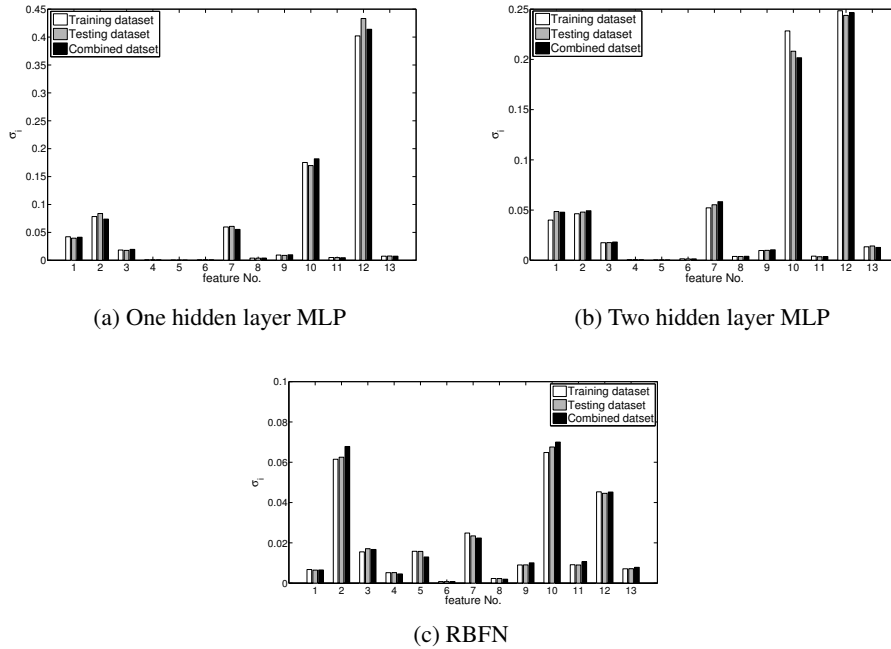 0.45
0.4
0.35
0.3
0.25
0.2
0.15
0.1
0.05
0
σi
Training dataset
Testing dataset
Combined datset
1 2 3 4 5 6 7 8 9 10 11 12 13
feature No.
(a) One hidden layer MLP
0.25
0.2
0.15
0.1
0.05
0
σi
Training dataset
Testing dataset
Combined datset
1 2 3 4 5 6 7 8 9 10 11 12 13
feature No.
(b) Two hidden layer MLP
0.1
0.08
0.06
0.04
0.02
0
σi
Training dataset
Testing dataset
Combined datset
1 2 3 4 5 6 7 8 9 10 11 12 13
feature No.
(c) RBFN